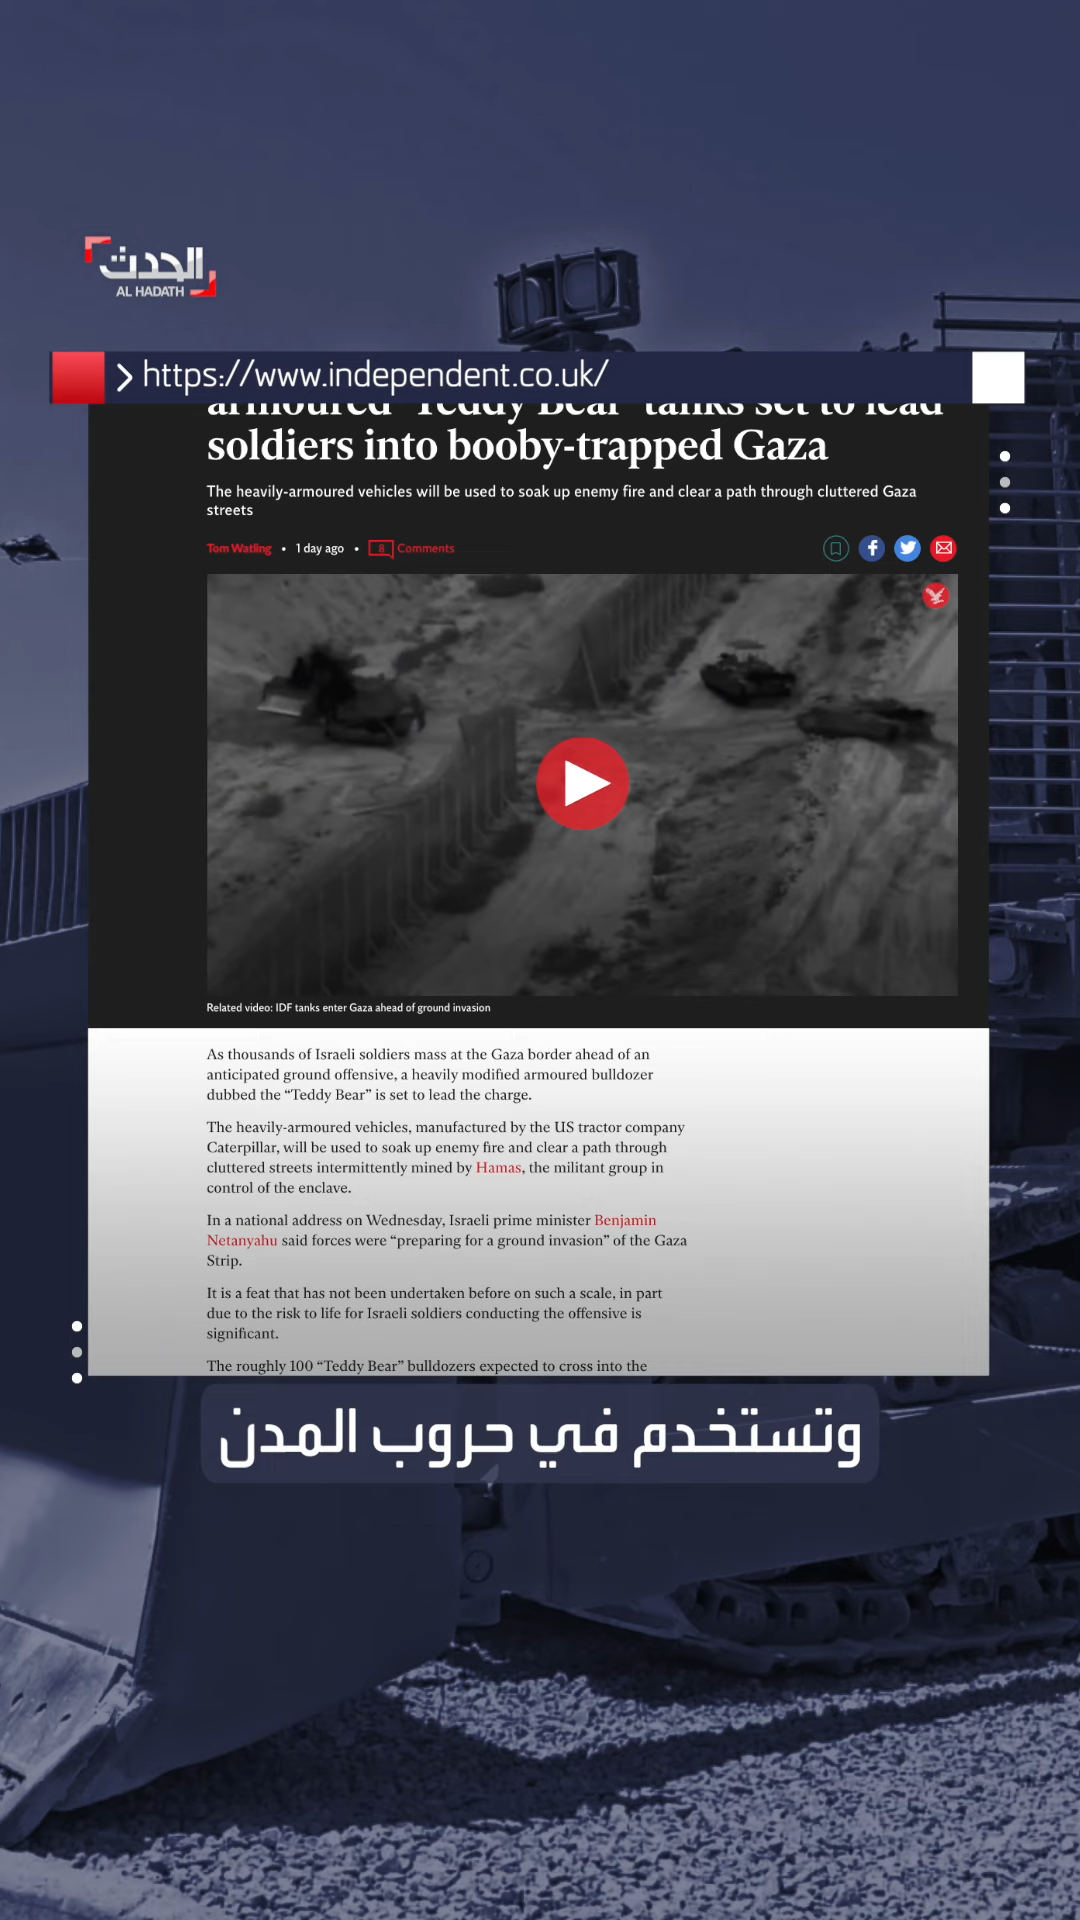 الحدث
AL HADATH
https://www.independent.co.uk/
armoured "Teddy Bear" tanks set to lead
soldiers into booby-trapped Gaza
The heavily-armoured vehicles will be used to soak up enemy fire and clear a path through cluttered Gaza
streets
Tom Watling • 1 day ago • 8 Comments
Related video: IDF tanks enter Gaza ahead of ground invasion
As thousands of Israeli soldiers mass at the Gaza border ahead of an
anticipated ground offensive, a heavily modified armoured bulldozer
dubbed the “Teddy Bear” is set to lead the charge.
The heavily-armoured vehicles, manufactured by the US tractor company
Caterpillar, will be used to soak up enemy fire and clear a path through
cluttered streets intermittently mined by Hamas, the militant group in
control of the enclave.
In a national address on Wednesday, Israeli prime minister Benjamin
Netanyahu said forces were “preparing for a ground invasion” of the Gaza
Strip.
It is a feat that has not been undertaken before on such a scale, in part
due to the risk to life for Israeli soldiers conducting the offensive is
significant.
The roughly 100 “Teddy Bear” bulldozers expected to cross into the
وتستخدم في حروب المدن